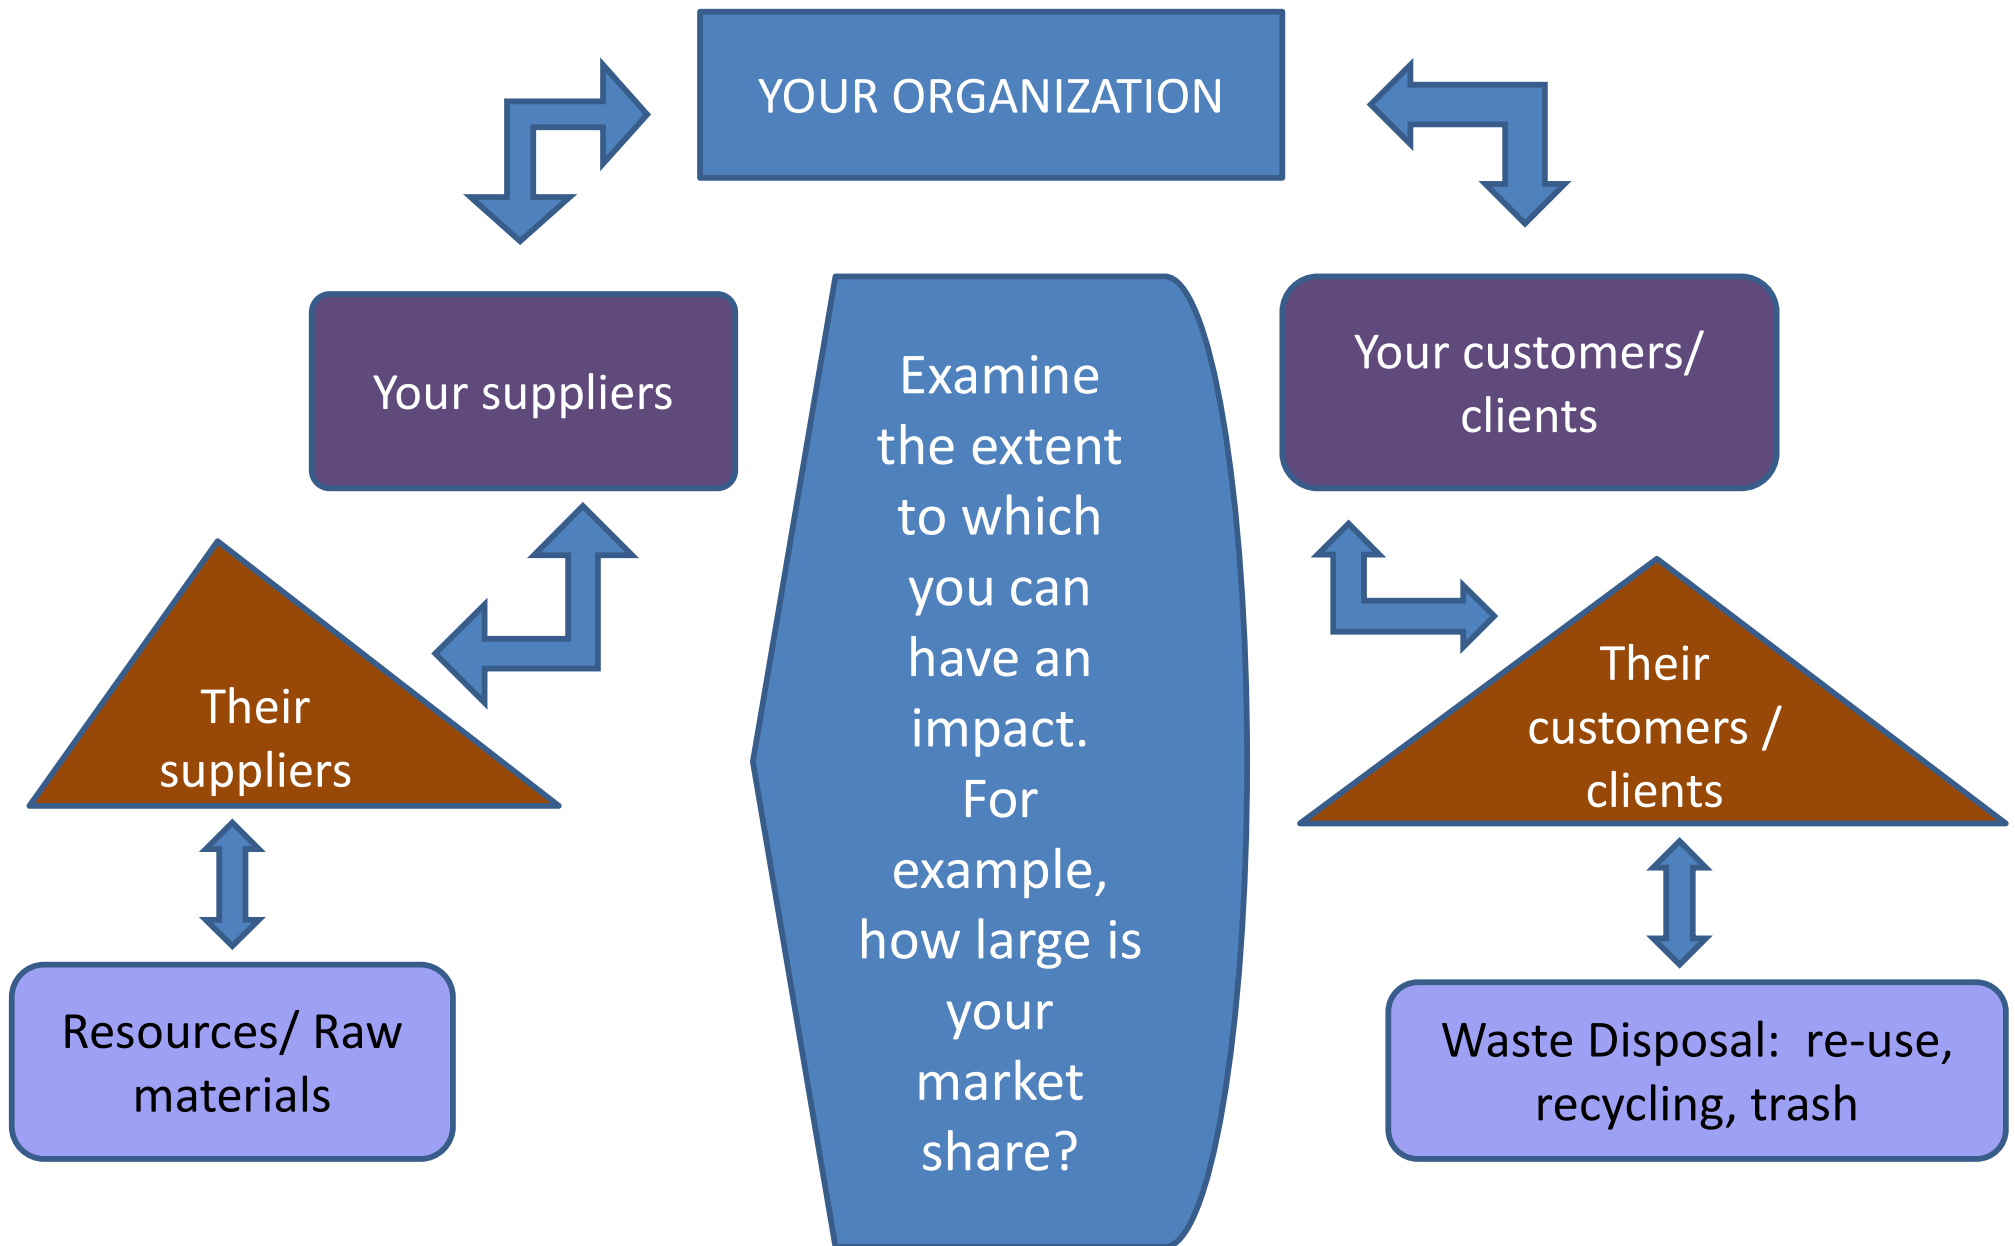 YOUR ORGANIZATION
Your suppliers
Your customers/
clients
Examine
the extent
to which
you can
have an
impact.
For
example,
how large is
your
market
share?
Their
suppliers
Their
customers /
clients
Resources/ Raw
materials
Waste Disposal:  re-use,
recycling, trash